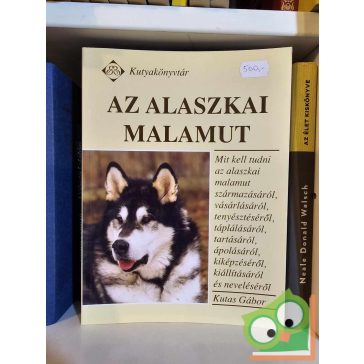 Kutyakönyvtár
500,-
AZ ALASZKAI
MALAMUT
Mit kell tudni
az alaszkai
malamut
származásáról,
vásárlásáról,
tenyésztéséről,
táplálásáról,
tartásáról,
ápolásáról,
kiképzéséről,
kiállításáról
és neveléséről
Kutas Gábor
Neale Donald Walsch
AZ ÉLET KISKÖNYVE